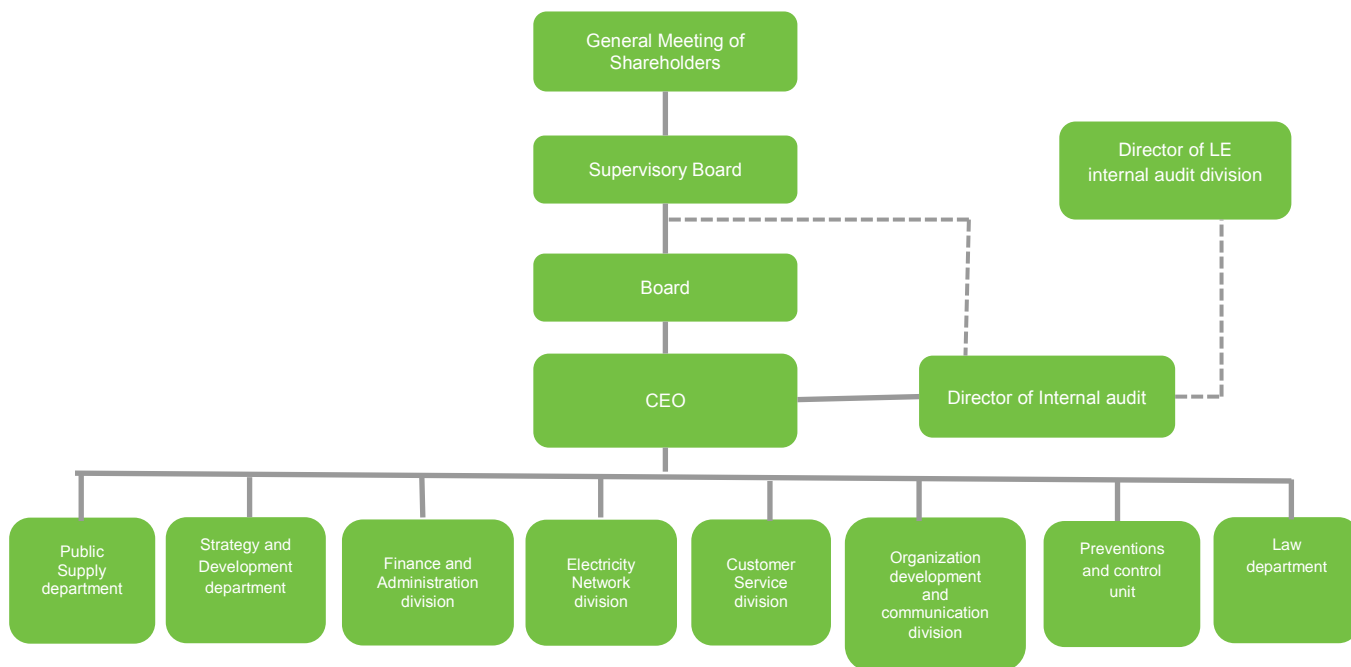 General Meeting of
Shareholders
Supervisory Board
Director of LE
internal audit division
Board
CEO
Director of Internal audit
Public
Supply
department
Strategy and
Development
department
Finance and
Administration
division
Electricity
Network
division
Customer
Service
division
Organization
development
and
communication
division
Preventions
and control
unit
Law
department